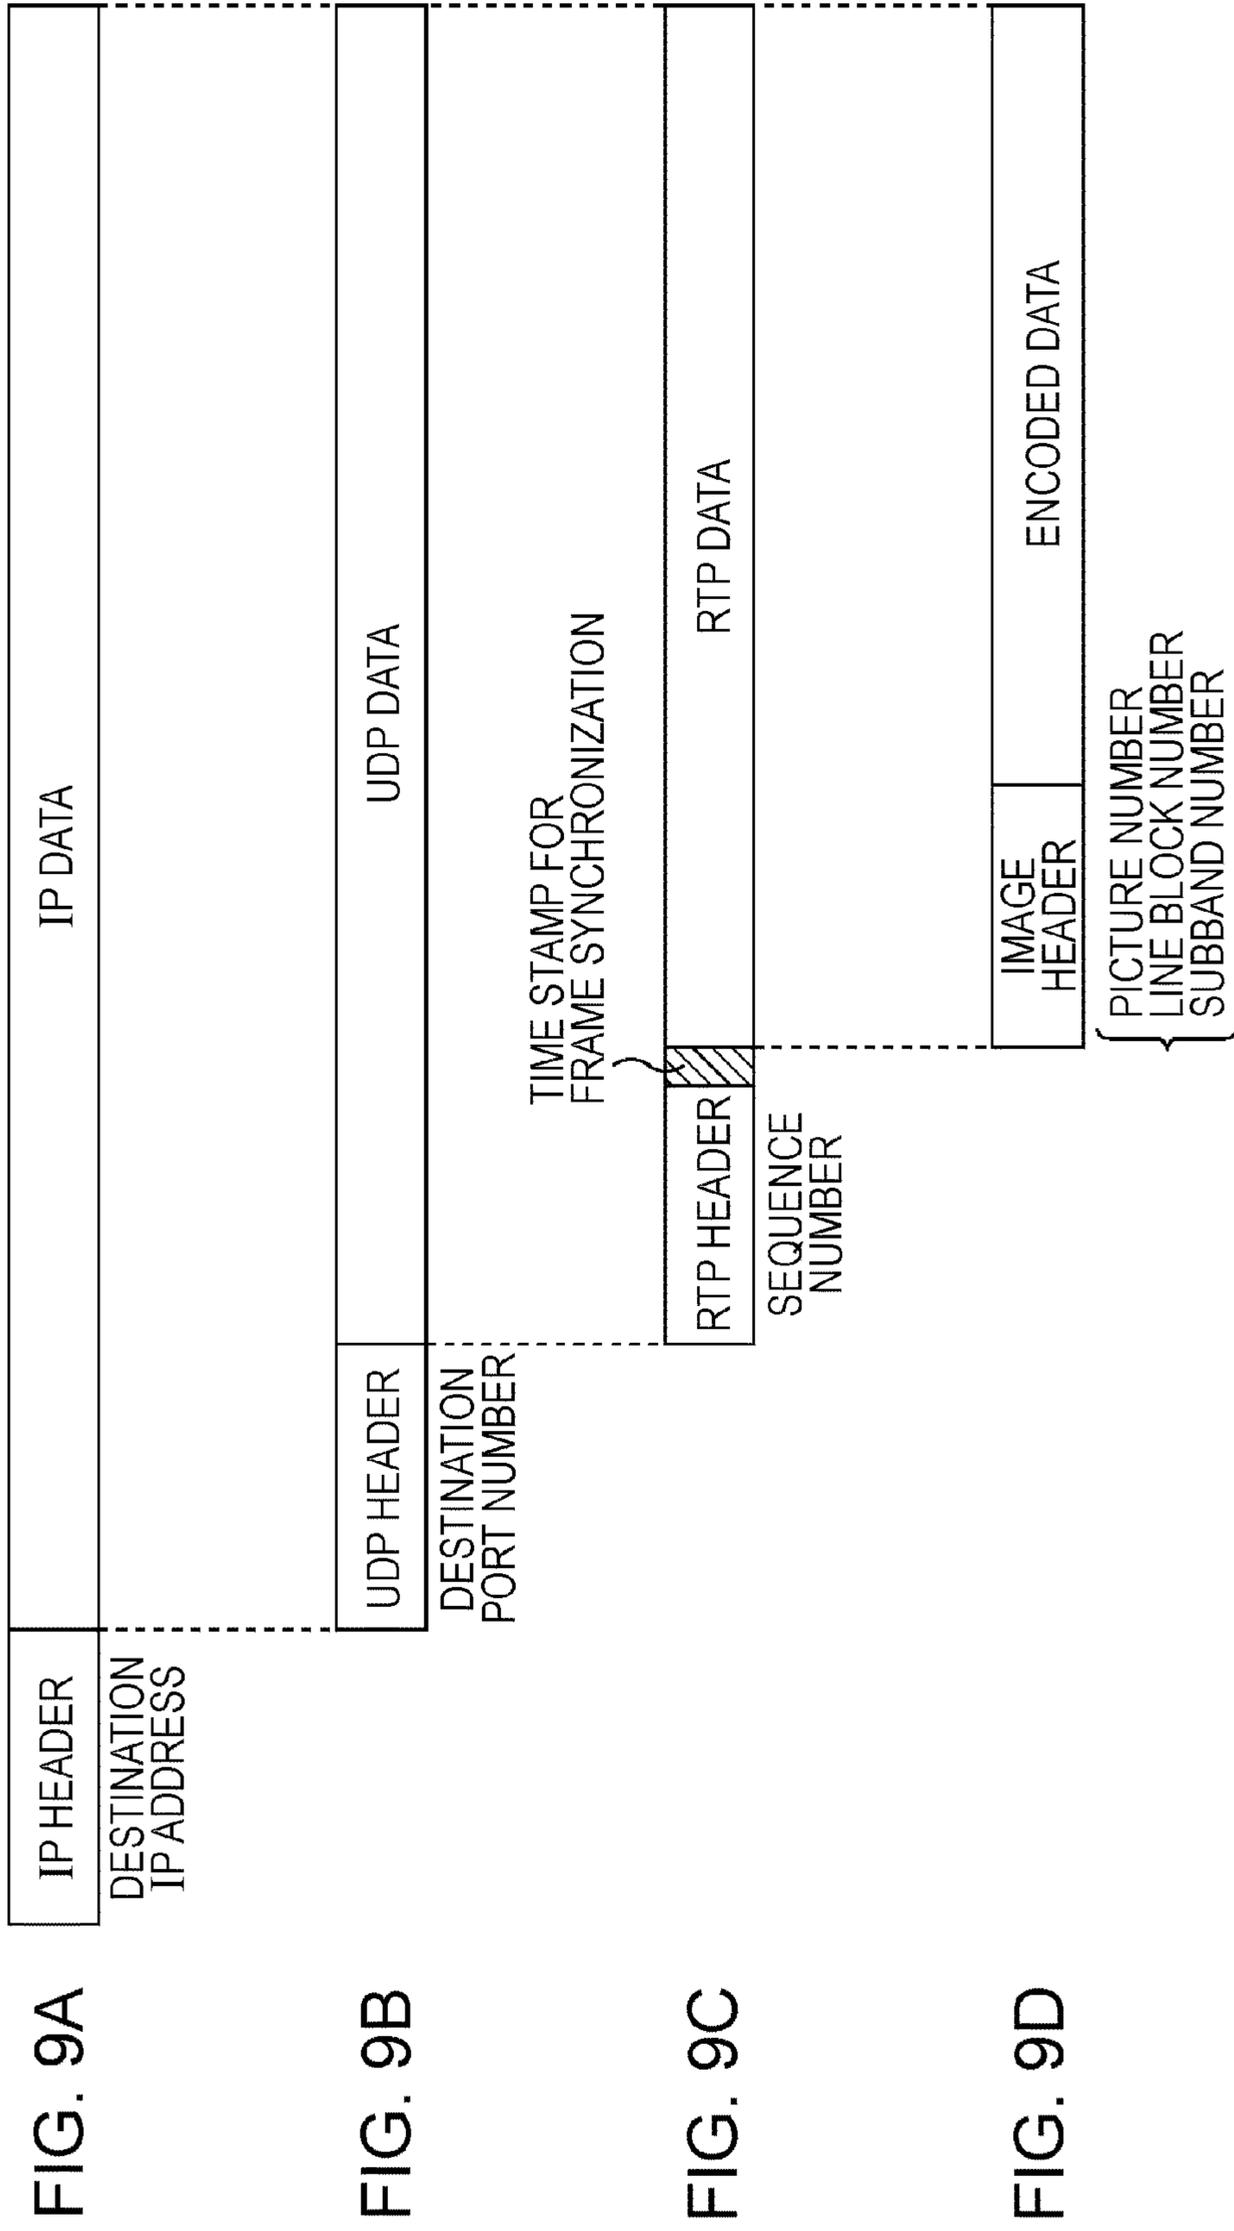 FIG. 9A
IP HEADER
IP DATA
DESTINATION
IP ADDRESS
FIG. 9B
UDP HEADER
UDP DATA
DESTINATION
PORT NUMBER
TIME STAMP FOR
FRAME SYNCHRONIZATION
FIG. 9C
RTP HEADER
RTP DATA
SEQUENCE
NUMBER
FIG. 9D
IMAGE
HEADER
ENCODED DATA
PICTURE NUMBER
LINE BLOCK NUMBER
SUBBAND NUMBER